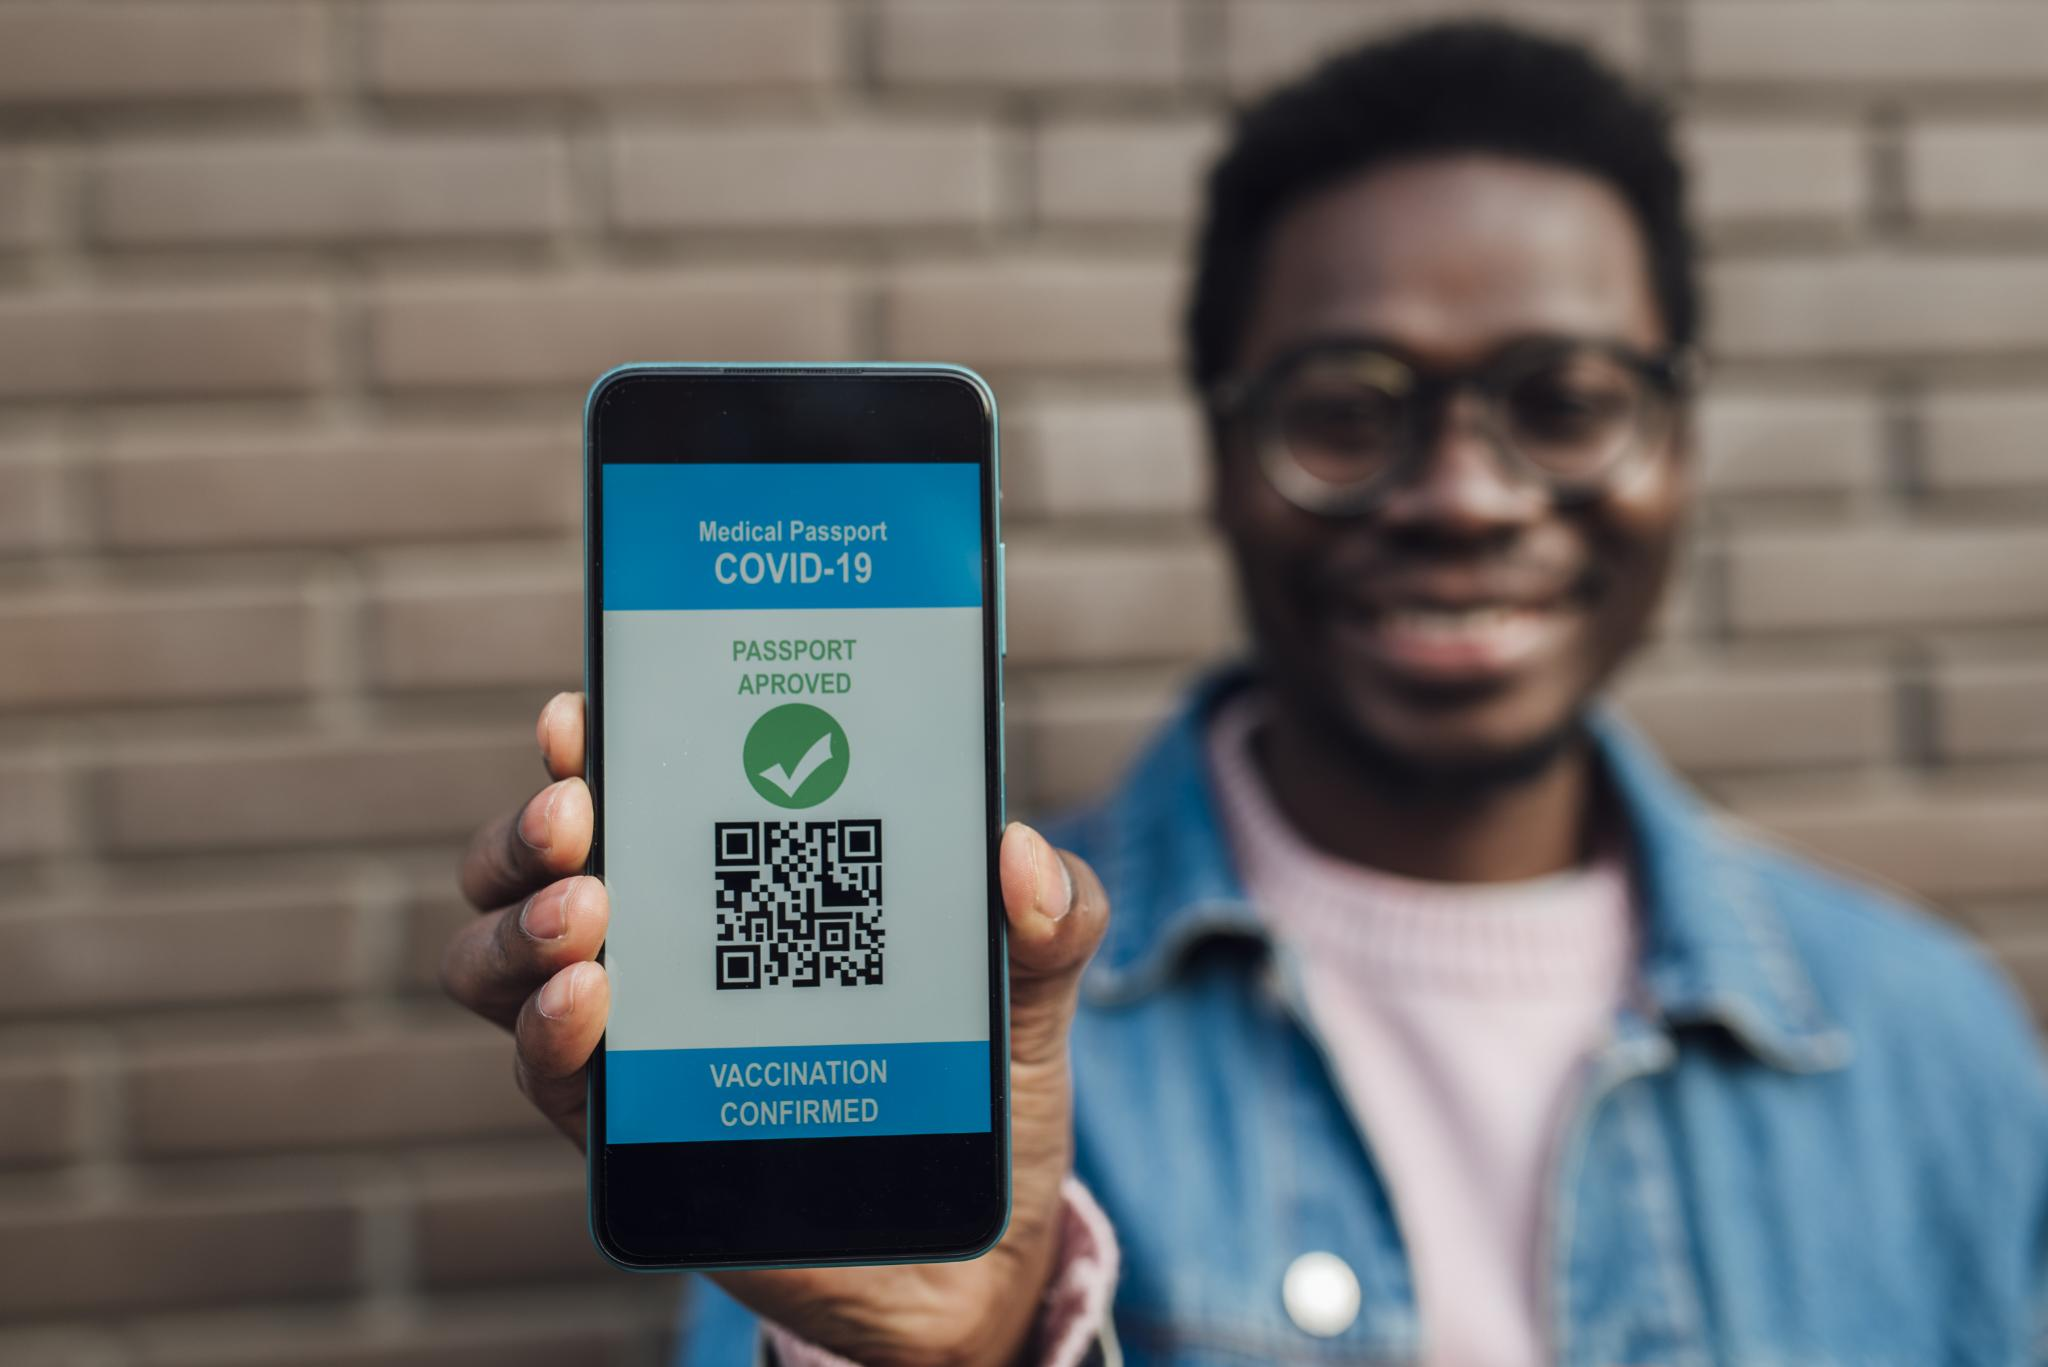 Medical Passport
COVID-19
PASSPORT
APROVED
VACCINATION
CONFIRMED